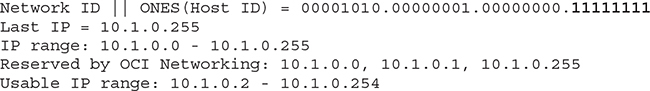 Network ID || ONES(Host ID) = 00001010.00000001.00000000.11111111
Last IP = 10.1.0.255
IP range: 10.1.0.0 - 10.1.0.255
Reserved by OCI Networking: 10.1.0.0, 10.1.0.1, 10.1.0.255
Usable IP range: 10.1.0.2 - 10.1.0.254